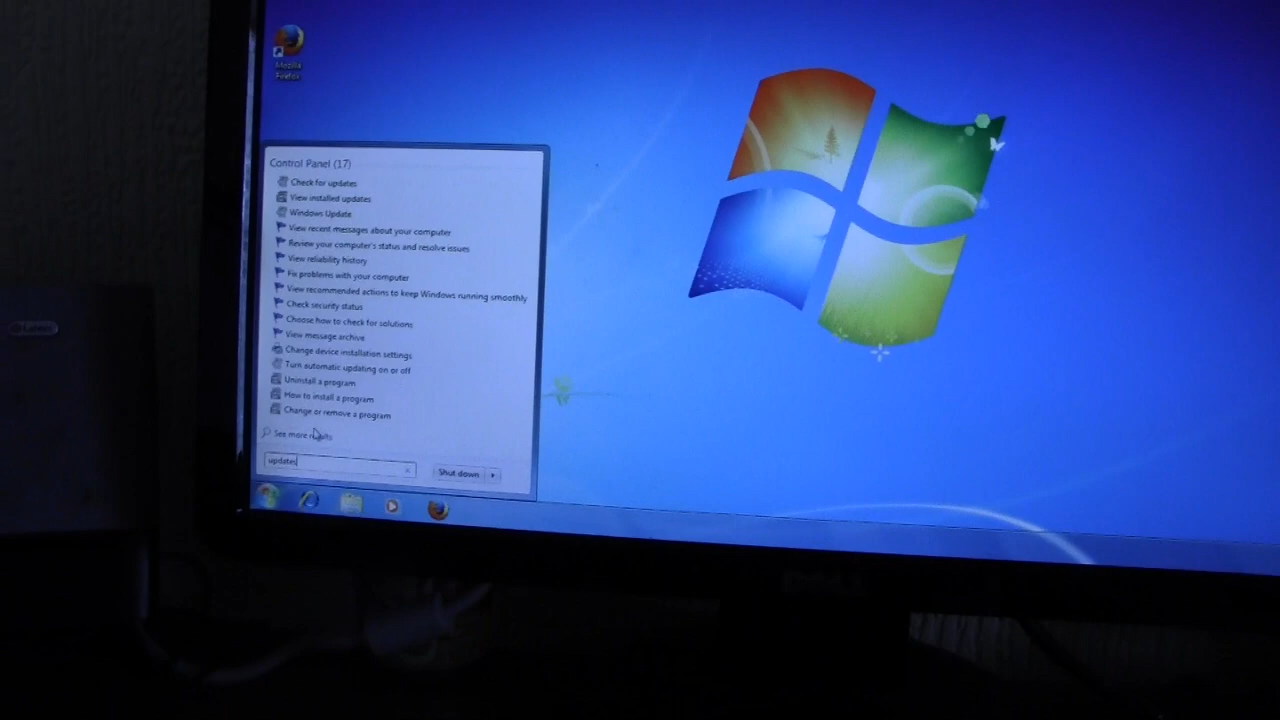 Mozilla
Firefox
Control Panel (17)
Check for updates
View installed updates
Windows Update
View recent messages about your computer
Review your computer's status and resolve issues
View reliability history
Fix problems with your computer
View recommended actions to keep Windows running smoothly
Check security status
Choose how to check for solutions
View message archive
Change device installation settings
Turn automatic updating on or off
Uninstall a program
How to install a program
Change or remove a program
See more results
updates
Shut down